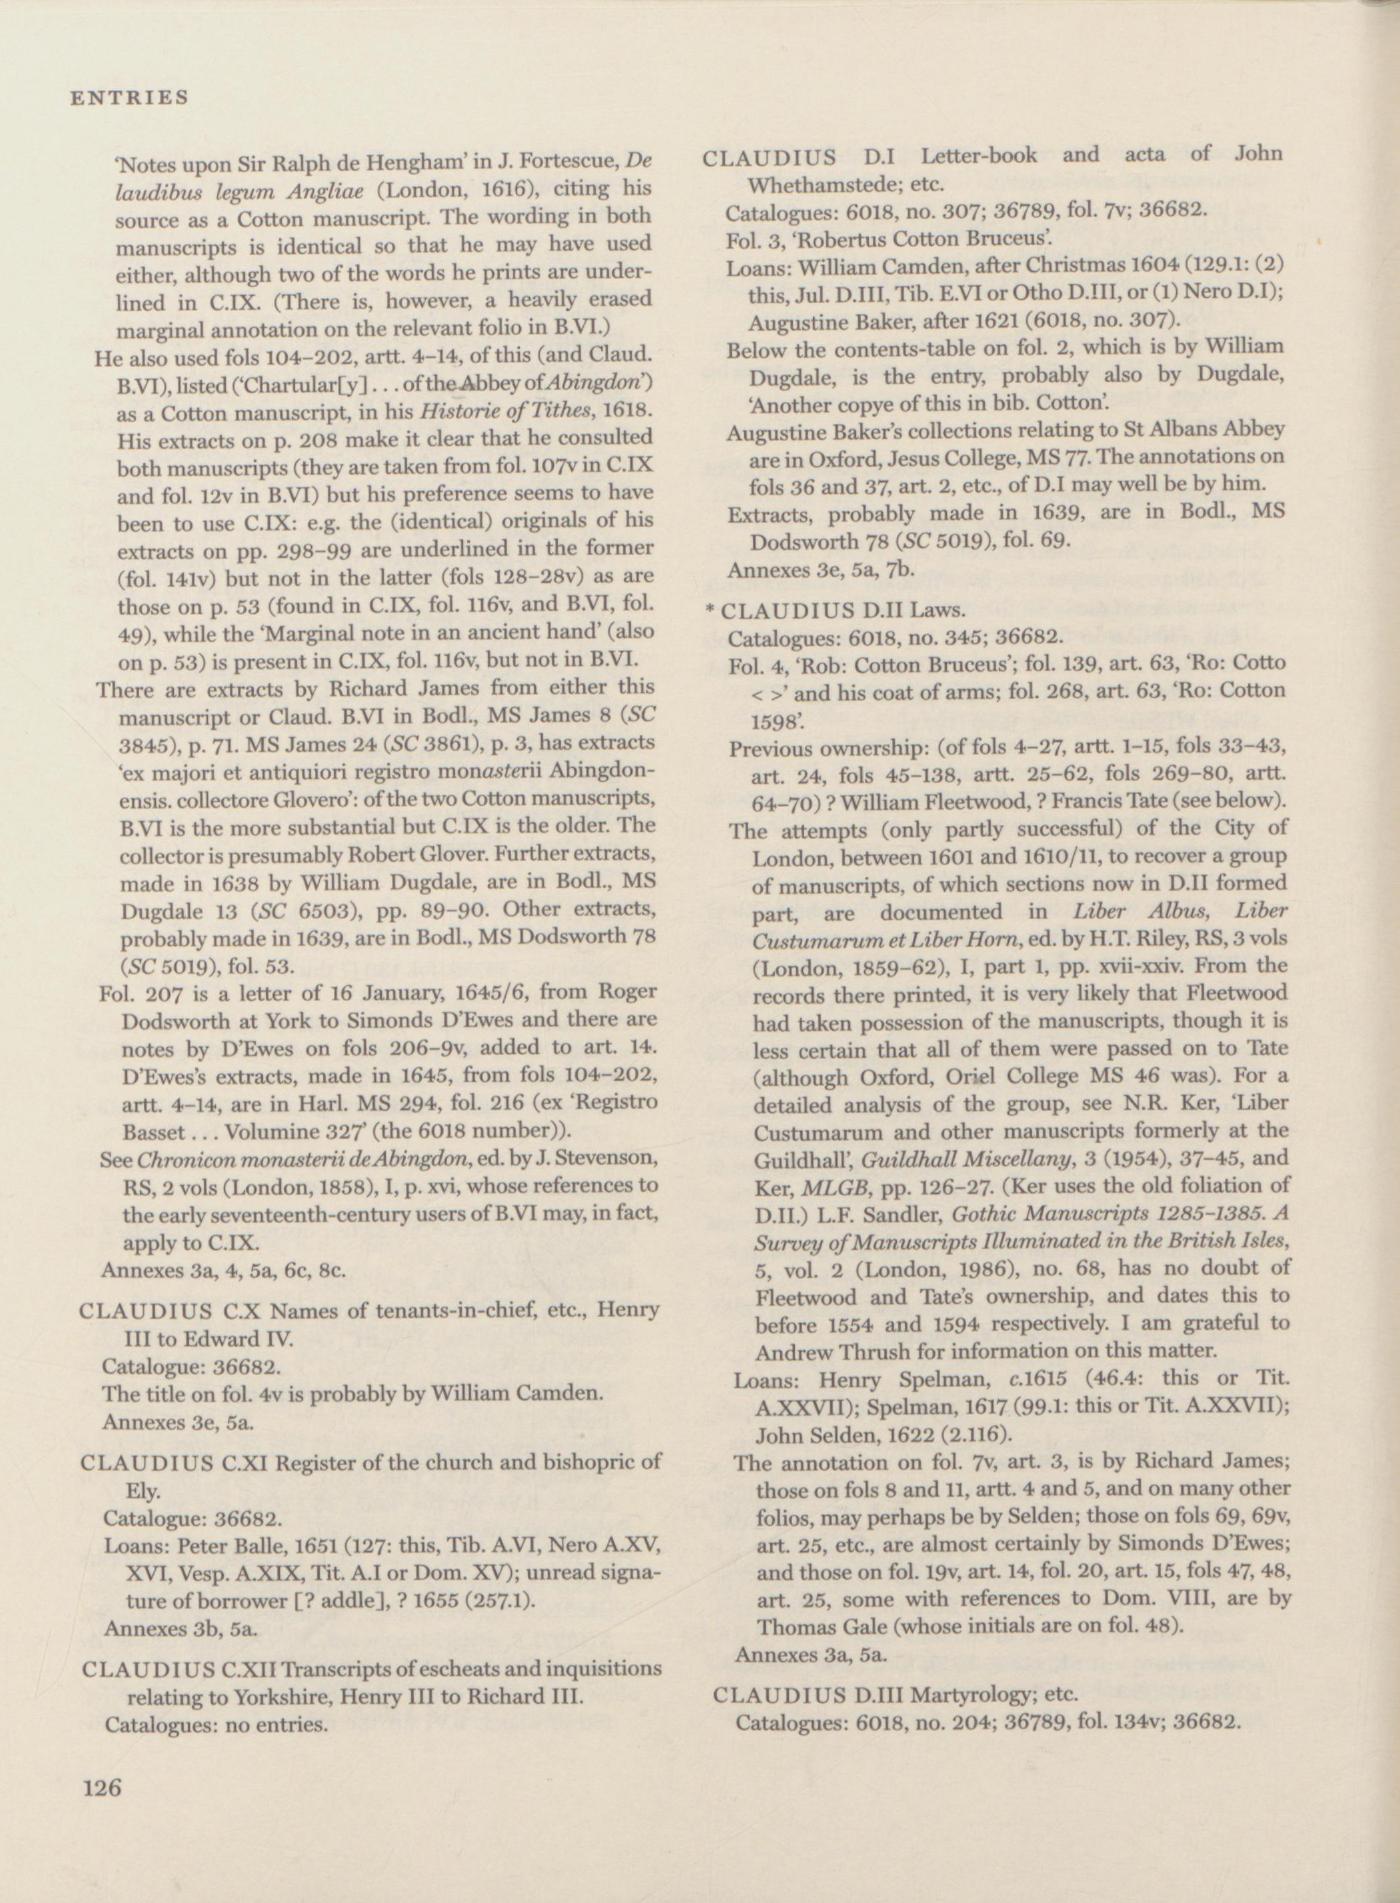 ENTRIES
‘Notes upon Sir Ralph de Hengham’ in J. Fortescue, De
laudibus legum Angliae (London, 1616), citing his
source as a Cotton manuscript. The wording in both
manuscripts is identical so that he may have used
either, although two of the words he prints are under-
lined in C.IX. (There is, however, a heavily erased
marginal annotation on the relevant folio in B.VI.)
He also used fols 104–202, artt. 4–14, of this (and Claud.
B.VI), listed (‘Chartular[y] . . . of the Abbey of Abingdon’)
as a Cotton manuscript, in his Historie of Tithes, 1618.
His extracts on p. 208 make it clear that he consulted
both manuscripts (they are taken from fol. 107v in C.IX
and fol. 12v in B.VI) but his preference seems to have
been to use C.IX: e.g. the (identical) originals of his
extracts on pp. 298–99 are underlined in the former
(fol. 141v) but not in the latter (fols 128–28v) as are
those on p. 53 (found in C.IX, fol. 116v, and B.VI, fol.
49), while the ‘Marginal note in an ancient hand’ (also
on p. 53) is present in C.IX, fol. 116v, but not in B.VI.
There are extracts by Richard James from either this
manuscript or Claud. B.VI in Bodl., MS James 8 (SC
3845), p. 71. MS James 24 (SC 3861), p. 3, has extracts
‘ex majori et antiquiori registro monasterii Abingdon-
ensis. collectore Glovero’: of the two Cotton manuscripts,
B.VI is the more substantial but C.IX is the older. The
collector is presumably Robert Glover. Further extracts,
made in 1638 by William Dugdale, are in Bodl., MS
Dugdale 13 (SC 6503), pp. 89–90. Other extracts,
probably made in 1639, are in Bodl., MS Dodsworth 78
(SC 5019), fol. 53.
Fol. 207 is a letter of 16 January, 1645/6, from Roger
Dodsworth at York to Simonds D’Ewes and there are
notes by D’Ewes on fols 206–9v, added to art. 14.
D’Ewes’s extracts, made in 1645, from fols 104–202,
artt. 4–14, are in Harl. MS 294, fol. 216 (ex ‘Registro
Basset . . . Volumine 327’ (the 6018 number)).
See Chronicon monasterii de Abingdon, ed. by J. Stevenson,
RS, 2 vols (London, 1858), I, p. xvi, whose references to
the early seventeenth-century users of B.VI may, in fact,
apply to C.IX.
Annexes 3a, 4, 5a, 6c, 8c.
CLAUDIUS C.X Names of tenants-in-chief, etc., Henry
III to Edward IV.
Catalogue: 36682.
The title on fol. 4v is probably by William Camden.
Annexes 3e, 5a.
CLAUDIUS C.XI Register of the church and bishopric of
Ely.
Catalogue: 36682.
Loans: Peter Balle, 1651 (127: this, Tib. A.VI, Nero A.XV,
XVI, Vesp. A.XIX, Tit. A.I or Dom. XV); unread signa-
ture of borrower [? addle], ? 1655 (257.1).
Annexes 3b, 5a.
CLAUDIUS C.XII Transcripts of escheats and inquisitions
relating to Yorkshire, Henry III to Richard III.
Catalogues: no entries.
126
CLAUDIUS D.I Letter-book and acta of John
Whethamstede; etc.
Catalogues: 6018, no. 307; 36789, fol. 7v; 36682.
Fol. 3, ‘Robertus Cotton Bruceus’.
Loans: William Camden, after Christmas 1604 (129.1: (2)
this, Jul. D.III, Tib. E.VI or Otho D.III, or (1) Nero D.I);
Augustine Baker, after 1621 (6018, no. 307).
Below the contents-table on fol. 2, which is by William
Dugdale, is the entry, probably also by Dugdale,
‘Another copye of this in bib. Cotton’.
Augustine Baker’s collections relating to St Albans Abbey
are in Oxford, Jesus College, MS 77. The annotations on
fols 36 and 37, art. 2, etc., of D.I may well be by him.
Extracts, probably made in 1639, are in Bodl., MS
Dodsworth 78 (SC 5019), fol. 69.
Annexes 3e, 5a, 7b.
* CLAUDIUS D.II Laws.
Catalogues: 6018, no. 345; 36682.
Fol. 4, ‘Rob: Cotton Bruceus’; fol. 139, art. 63, ‘Ro: Cotto
< >’ and his coat of arms; fol. 268, art. 63, ‘Ro: Cotton
1598’.
Previous ownership: (of fols 4–27, artt. 1–15, fols 33–43,
art. 24, fols 45–138, artt. 25–62, fols 269–80, artt.
64–70) ? William Fleetwood, ? Francis Tate (see below).
The attempts (only partly successful) of the City of
London, between 1601 and 1610/11, to recover a group
of manuscripts, of which sections now in D.II formed
part, are documented in Liber Albus, Liber
Custumarum et Liber Horn, ed. by H.T. Riley, RS, 3 vols
(London, 1859–62), I, part 1, pp. xvii-xxiv. From the
records there printed, it is very likely that Fleetwood
had taken possession of the manuscripts, though it is
less certain that all of them were passed on to Tate
(although Oxford, Oriel College MS 46 was). For a
detailed analysis of the group, see N.R. Ker, ‘Liber
Custumarum and other manuscripts formerly at the
Guildhall’, Guildhall Miscellany, 3 (1954), 37–45, and
Ker, MLGB, pp. 126–27. (Ker uses the old foliation of
D.II.) L.F. Sandler, Gothic Manuscripts 1285–1385. A
Survey of Manuscripts Illuminated in the British Isles,
5, vol. 2 (London, 1986), no. 68, has no doubt of
Fleetwood and Tate’s ownership, and dates this to
before 1554 and 1594 respectively. I am grateful to
Andrew Thrush for information on this matter.
Loans: Henry Spelman, c.1615 (46.4: this or Tit.
A.XXVII); Spelman, 1617 (99.1: this or Tit. A.XXVII);
John Selden, 1622 (2.116).
The annotation on fol. 7v, art. 3, is by Richard James;
those on fols 8 and 11, artt. 4 and 5, and on many other
folios, may perhaps be by Selden; those on fols 69, 69v,
art. 25, etc., are almost certainly by Simonds D’Ewes;
and those on fol. 19v, art. 14, fol. 20, art. 15, fols 47, 48,
art. 25, some with references to Dom. VIII, are by
Thomas Gale (whose initials are on fol. 48).
Annexes 3a, 5a.
CLAUDIUS D.III Martyrology; etc.
Catalogues: 6018, no. 204; 36789, fol. 134v; 36682.